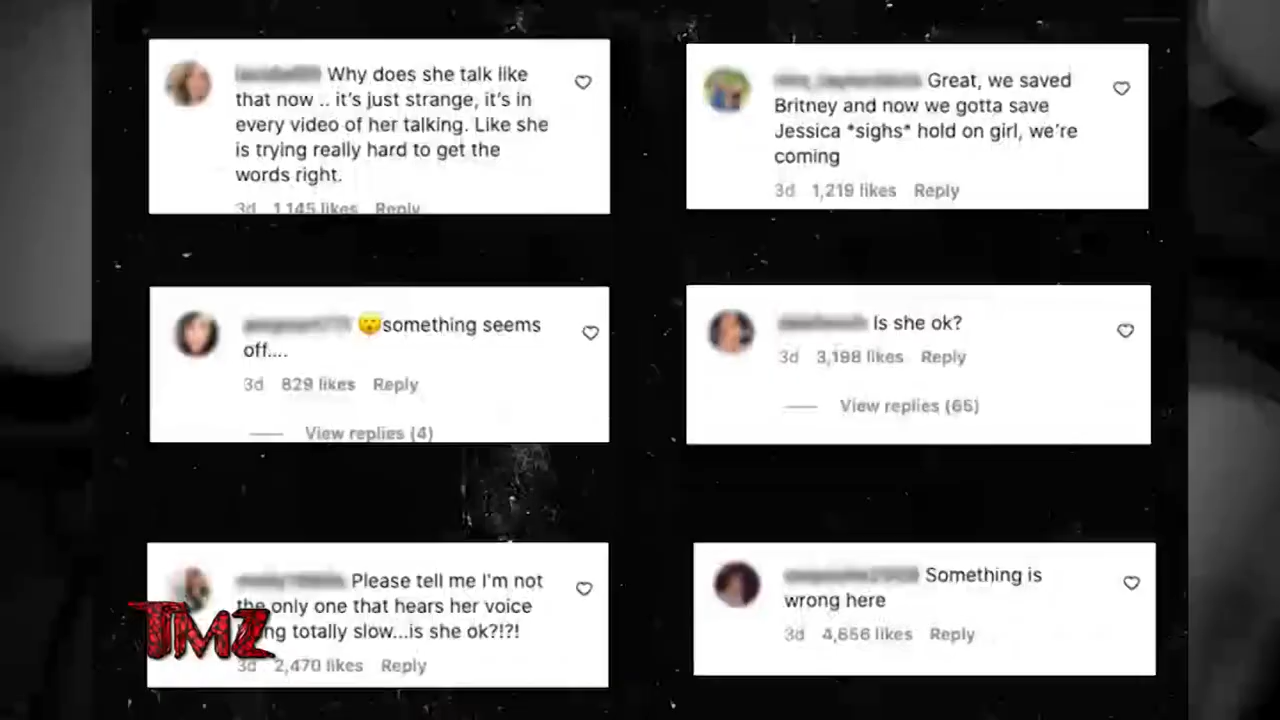 Why does she talk like
that now .. it's just strange, it's in
every video of her talking. Like she
is trying really hard to get the
words right.
3d 1,145 likes Reply
Great, we saved
Britney and now we gotta save
Jessica *sighs* hold on girl, we're
coming
3d 1,219 likes Reply
something seems
off....
3d 829 likes Reply
View replies (4)
Is she ok?
3d 3,198 likes Reply
View replies (65)
Please tell me I'm not
the only one that hears her voice
totally slow...is she ok?!?!
3d 2,470 likes Reply
TMZ
Something is
wrong here
3d 4,656 likes Reply